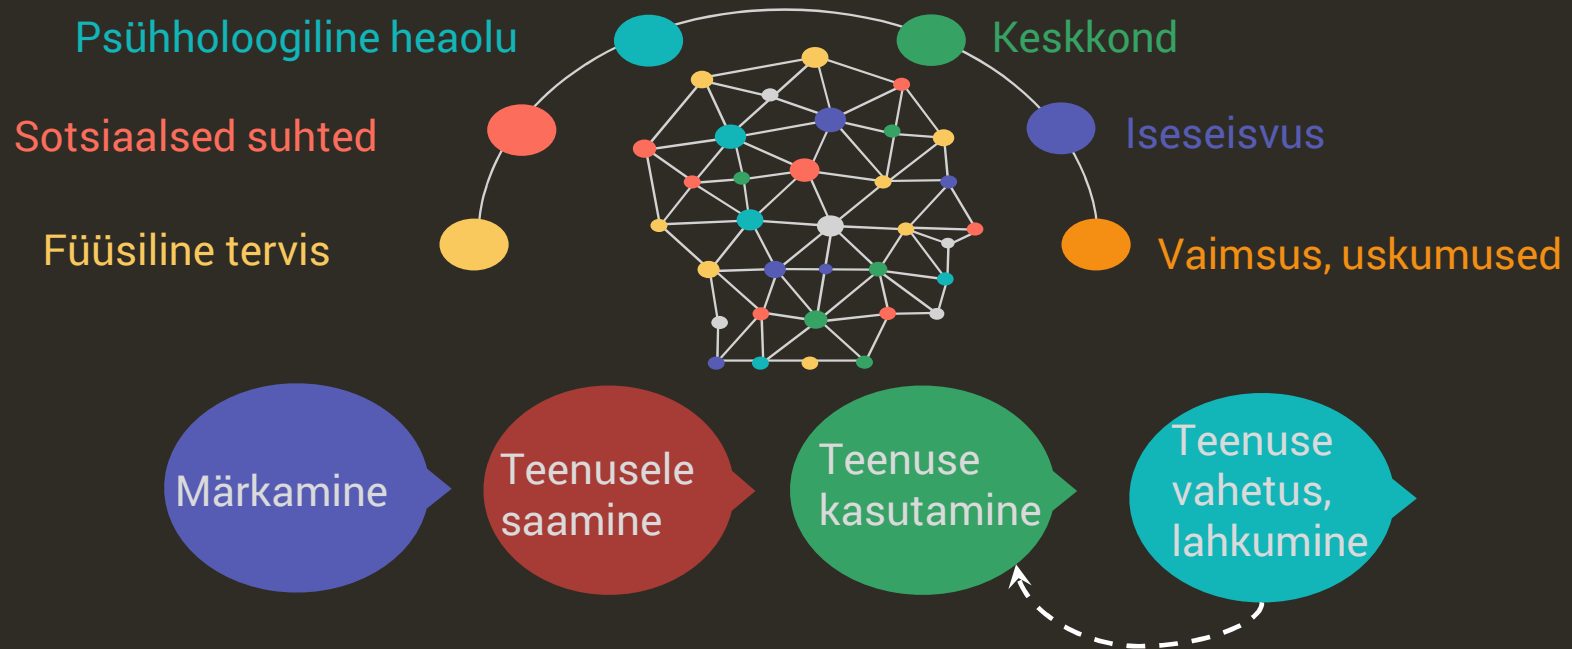 Psühholoogiline heaolu
Keskkond
Sotsiaalsed suhted
Iseseisvus
Füüsiline tervis
Vaimsus, uskumused
Märkamine
Teenusele
saamine
Teenuse
kasutamine
Teenuse
vahetus,
lahkumine